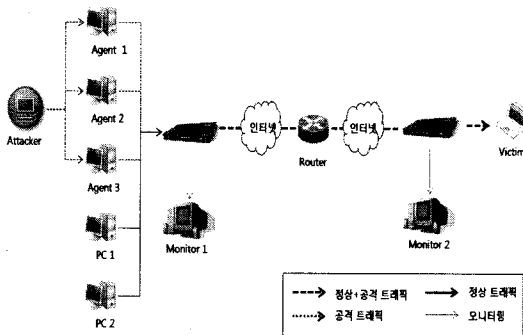 Agent 1
Agent 2
Attacker
Agent 3
PC 1
PC 2
인터넷
Router
인터넷
Victim
Monitor 1
Monitor 2
정상+공격 트래픽
정상 트래픽
공격 트래픽
모니터링